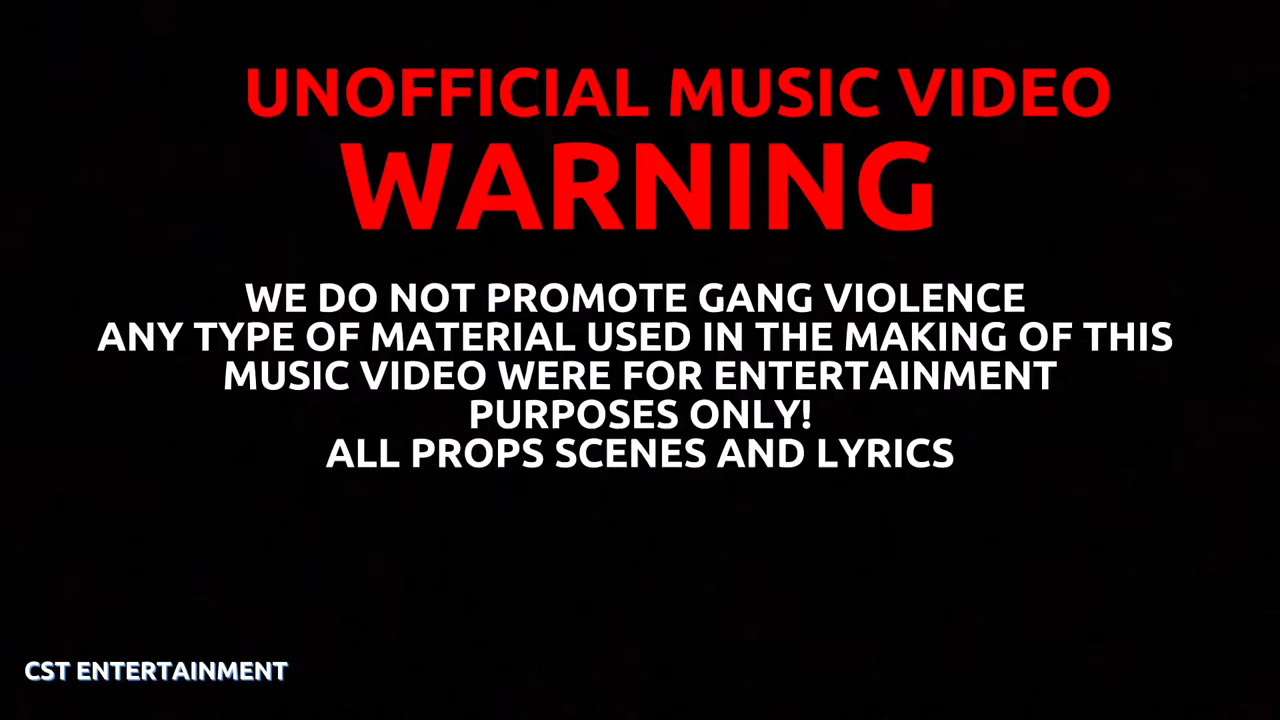 UNOFFICIAL MUSIC VIDEO
WARNING
WE DO NOT PROMOTE GANG VIOLENCE
ANY TYPE OF MATERIAL USED IN THE MAKING OF THIS
MUSIC VIDEO WERE FOR ENTERTAINMENT
PURPOSES ONLY!
ALL PROPS SCENES AND LYRICS
CST ENTERTAINMENT